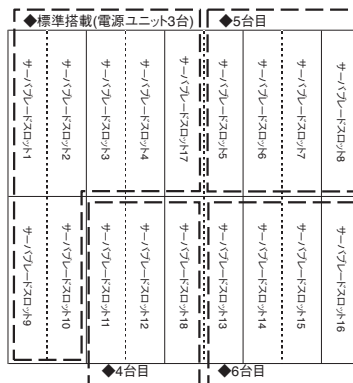 ◆標準搭載(電源ユニット3台)
◆5台目
サーバブレードスロット1
サーバブレードスロット2
サーバブレードスロット3
サーバブレードスロット4
サーバブレードスロット17
サーバブレードスロット5
サーバブレードスロット6
サーバブレードスロット7
サーバブレードスロット8
サーバブレードスロット9
サーバブレードスロット10
サーバブレードスロット11
サーバブレードスロット12
サーバブレードスロット18
サーバブレードスロット13
サーバブレードスロット14
サーバブレードスロット15
サーバブレードスロット16
◆4台目
◆6台目